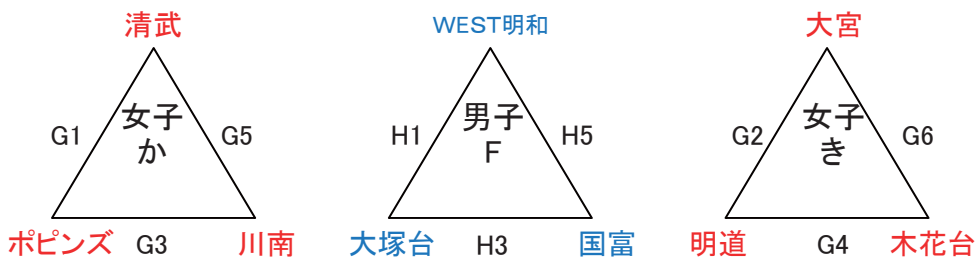 清武
女子
か
G1
G5
ポピンズ
G3
川南
WEST明和
男子
F
H1
H5
大塚台
H3
国富
大宮
女子
き
G2
G6
明道
G4
木花台